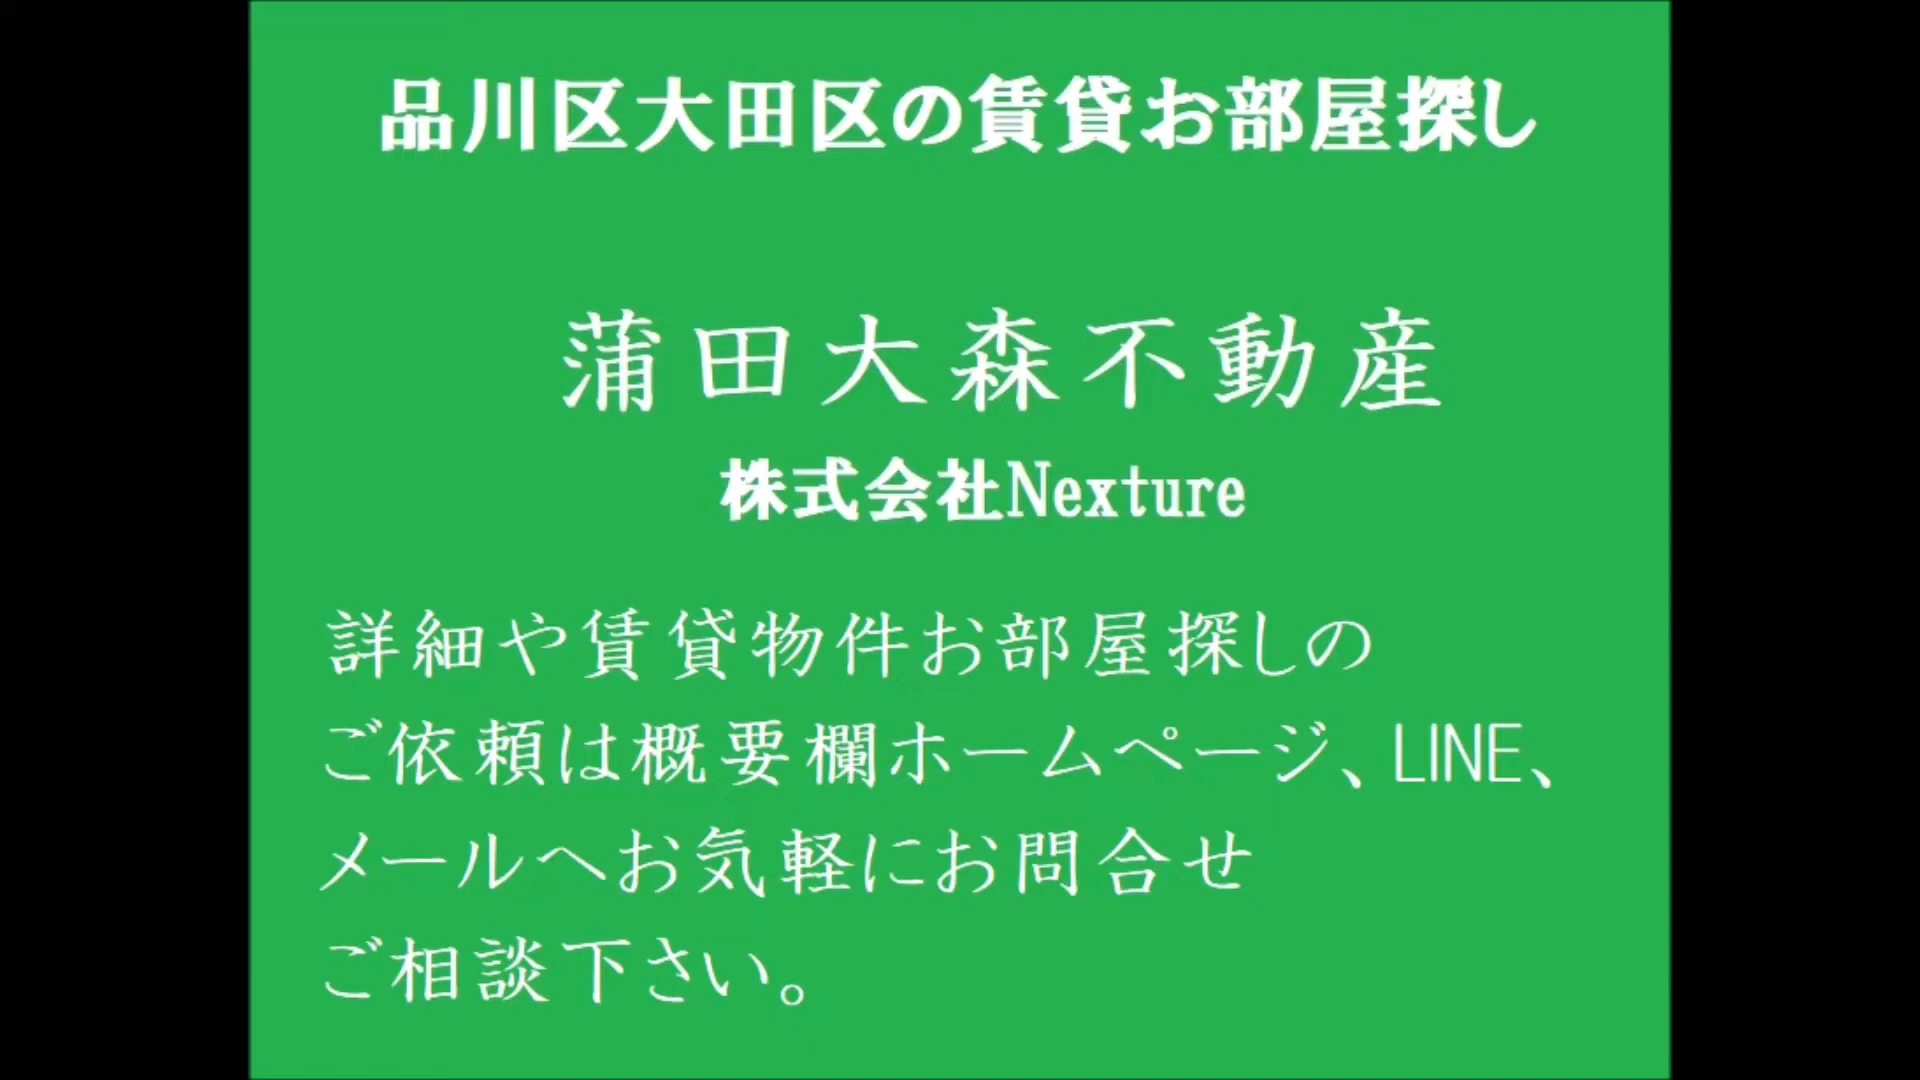 品川区大田区の賃貸お部屋探し
蒲田大森不動産
株式会社Nexture
詳細や賃貸物件お部屋探しの
ご依頼は概要欄ホームページ、LINE、
メールへお気軽にお問合せ
ご相談下さい。